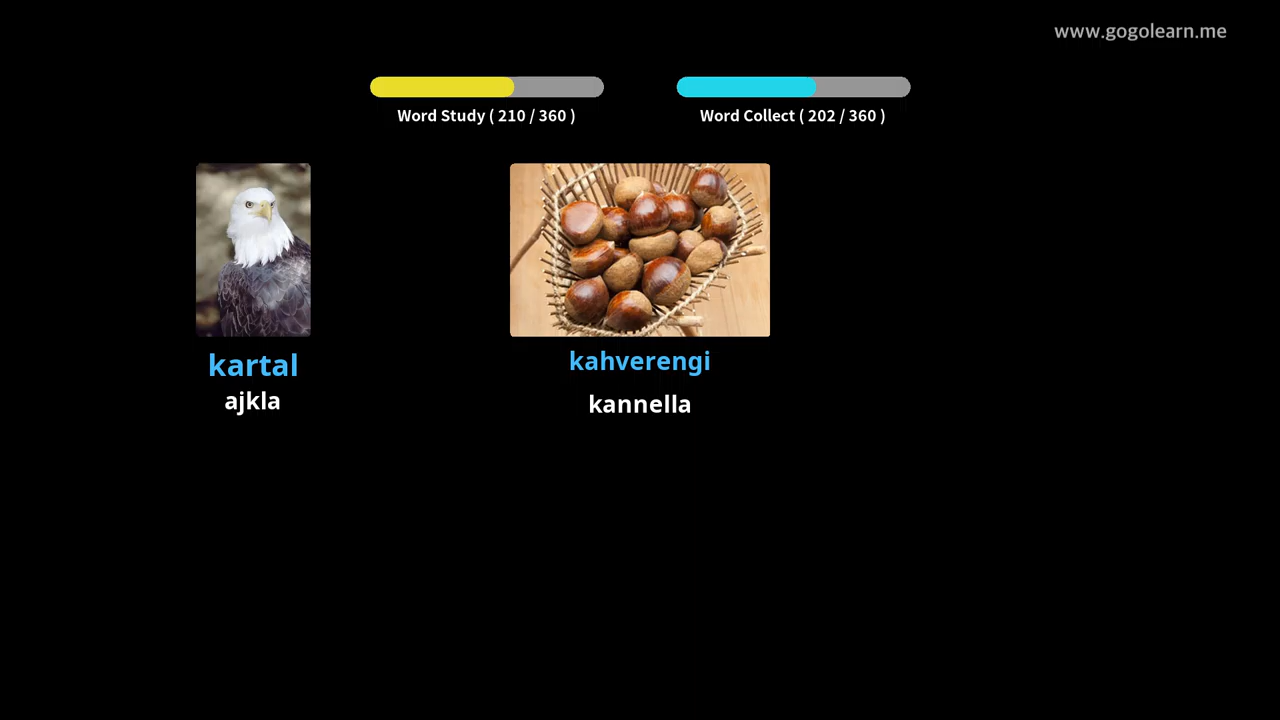 www.gogolearn.me
Word Study ( 210 / 360 )
Word Collect ( 202 / 360 )
kartal
ajkla
kahverengi
kannella